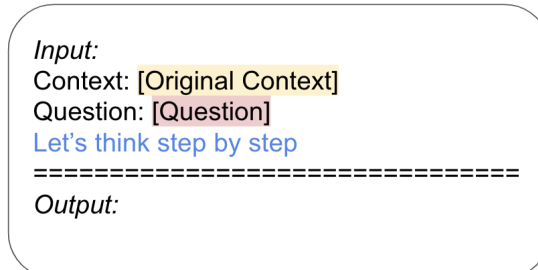 Input:
Context: [Original Context]
Question: [Question]
Let's think step by step
================================
Output: